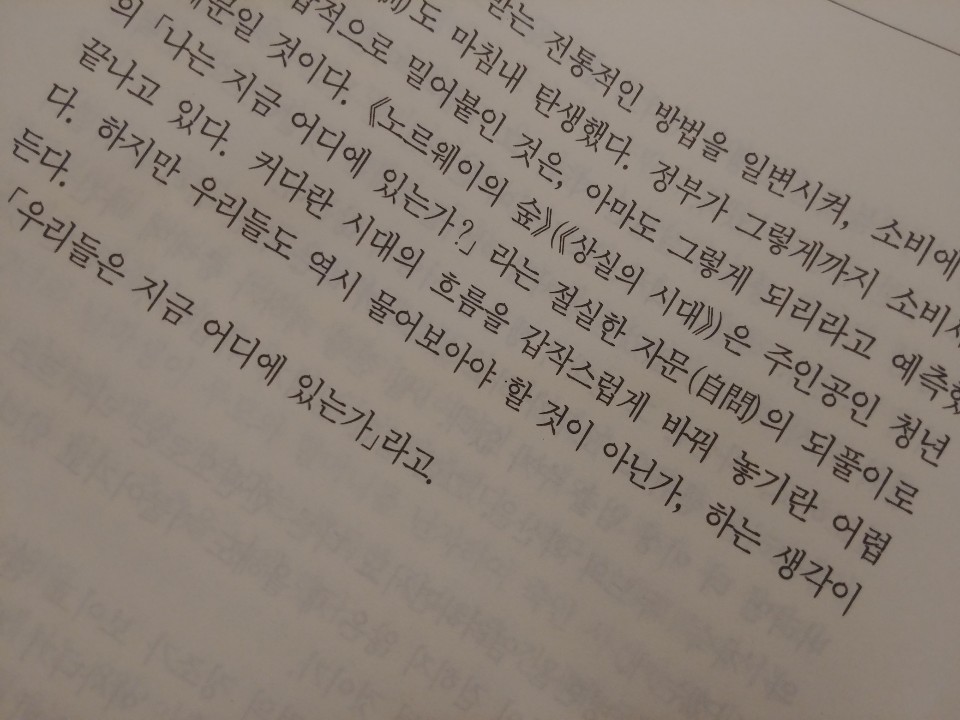 받는 전통적인 방법을 일변시켜, 소비에
도 마침내 탄생했다. 정부가 그렇게까지
압적으로 밀어붙인 것은, 아마도 그렇게 되리라고 예측했
때문일 것이다. 《노르웨이의 숲》(《상실의 시대》)은 주인공인 청년
의 「나는 지금 어디에 있는가?」 라는 절실한 자문(自問)의 되풀이로
끝나고 있다. 커다란 시대의 흐름을 갑작스럽게 바꿔 놓기란 어렵
다. 하지만 우리들도 역시 물어보아야 할 것이 아닌가, 하는 생각이
든다.
「우리들은 지금 어디에 있는가」라고.